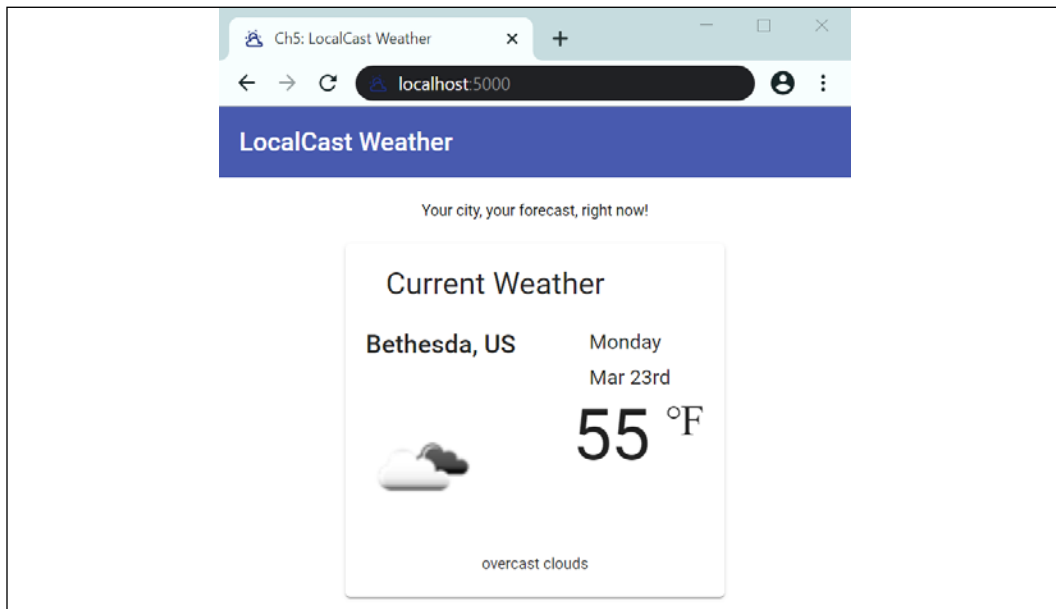 Ch5: LocalCast Weather
localhost:5000
LocalCast Weather
Your city, your forecast, right now!
Current Weather
Bethesda, US
Monday
Mar 23rd
55 °F
overcast clouds